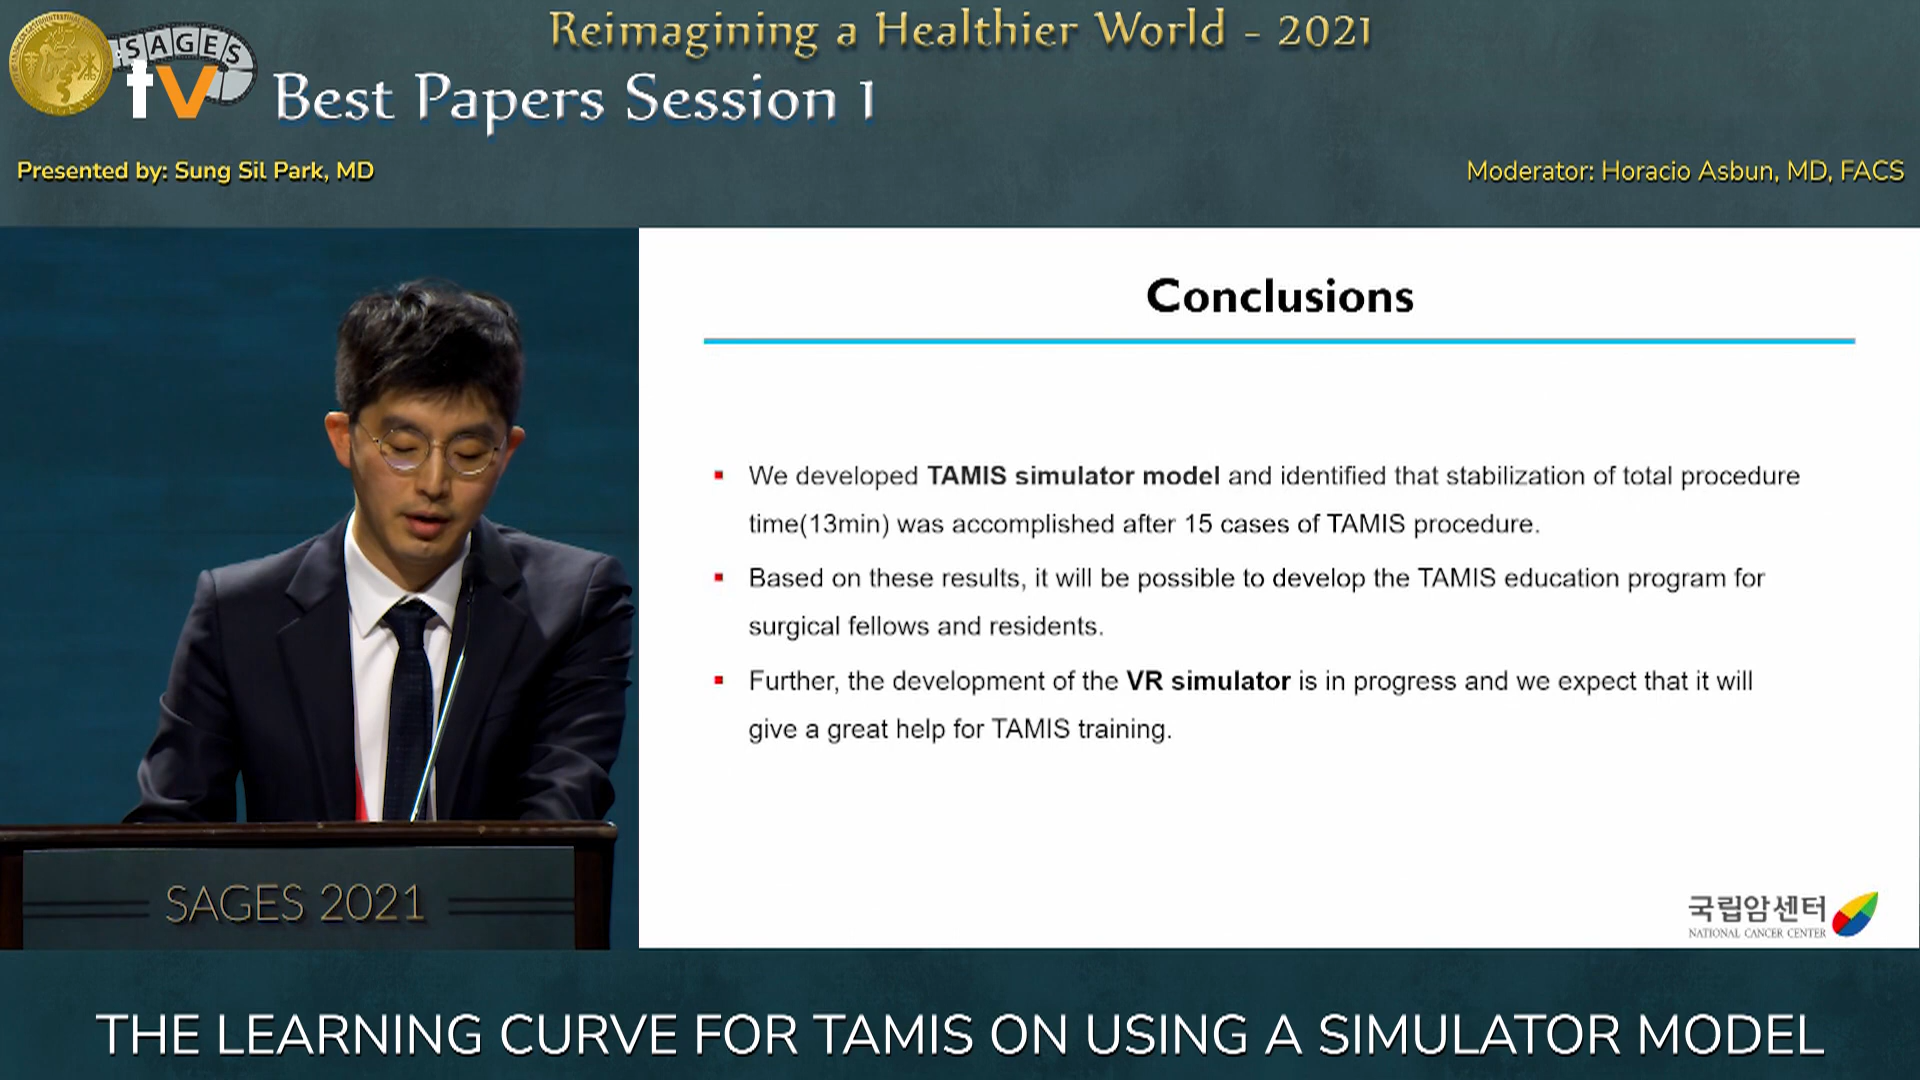 Reimagining a Healthier World - 2021
SAGES
tv
Best Papers Session 1
Presented by: Sung Sil Park, MD
Moderator: Horacio Asbun, MD, FACS
Conclusions
We developed TAMIS simulator model and identified that stabilization of total procedure
time(13min) was accomplished after 15 cases of TAMIS procedure.
Based on these results, it will be possible to develop the TAMIS education program for
surgical fellows and residents.
Further, the development of the VR simulator is in progress and we expect that it will
give a great help for TAMIS training.
국립암센터
NATIONAL CANCER CENTER
SAGES 2021
THE LEARNING CURVE FOR TAMIS ON USING A SIMULATOR MODEL